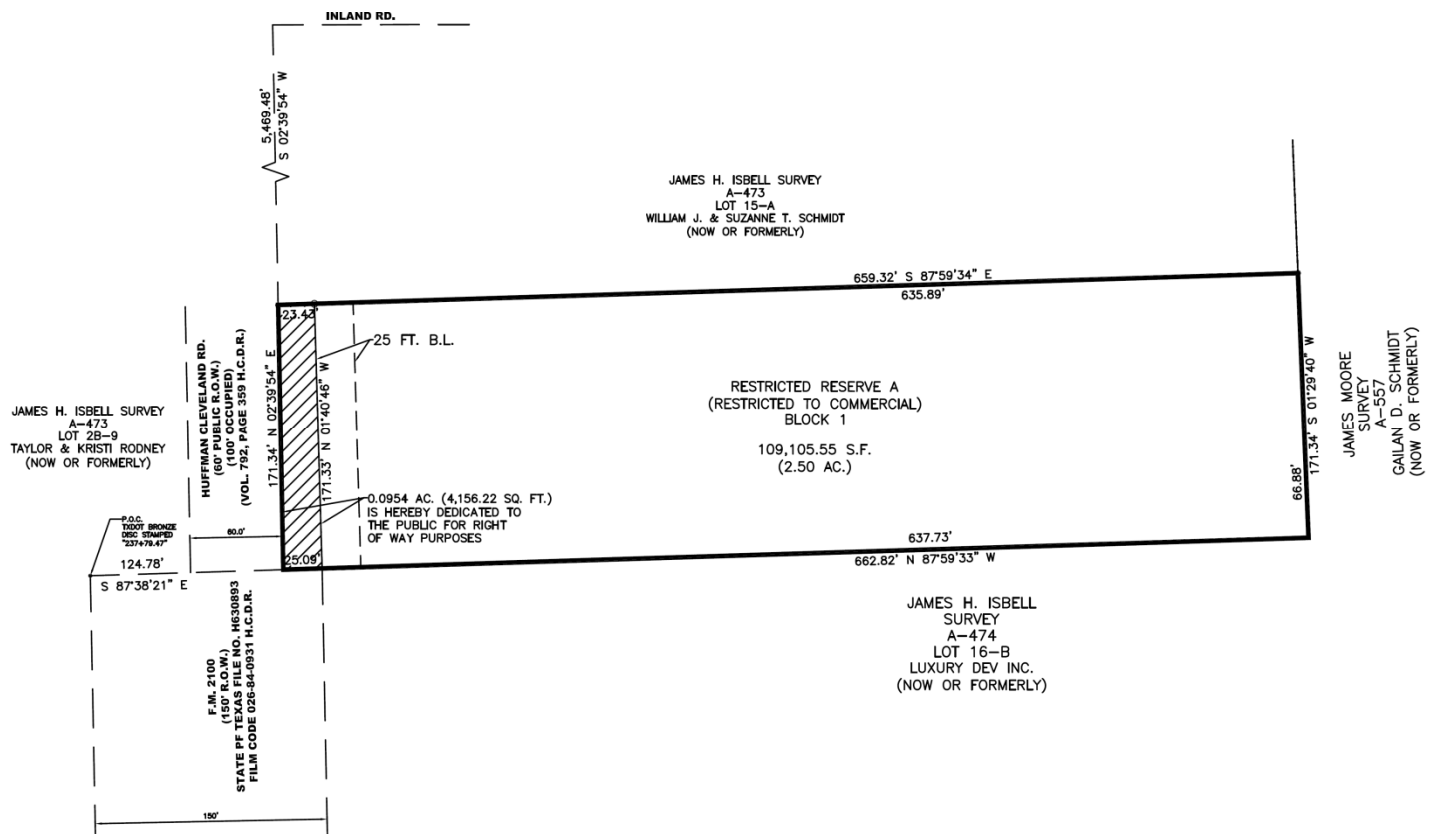 INLAND RD.
5,469.48'
S 02°39'54" W
JAMES H. ISBELL SURVEY
A-473
LOT 15-A
WILLIAM J. & SUZANNE T. SCHMIDT
(NOW OR FORMERLY)
659.32' S 87°59'34" E
635.89'
23.43'
25 FT. B.L.
JAMES H. ISBELL SURVEY
A-473
LOT 2B-9
TAYLOR & KRISTI RODNEY
(NOW OR FORMERLY)
HUFFMAN CLEVELAND RD.
(60' PUBLIC R.O.W.)
(100' OCCUPIED)
(VOL. 792, PAGE 359 H.C.D.R.)
171.34' N 02°39'54" E
171.33' N 01°40'46" W
RESTRICTED RESERVE A
(RESTRICTED TO COMMERCIAL)
BLOCK 1
109,105.55 S.F.
(2.50 AC.)
66.88'
171.34' S 01°29'40" W
JAMES MOORE
SURVEY
A-557
GAILAN D. SCHMIDT
(NOW OR FORMERLY)
0.0954 AC. (4,156.22 SQ. FT.)
IS HEREBY DEDICATED TO
THE PUBLIC FOR RIGHT
OF WAY PURPOSES
P.O.C.
TXDOT BRONZE
DISC STAMPED
"237+79.47"
60.0'
124.78'
S 87°38'21" E
25.09'
637.73'
662.82' N 87°59'33" W
F.M. 2100
(150' R.O.W.)
STATE PF TEXAS FILE NO. H630893
FILM CODE 026-84-0931 H.C.D.R.
JAMES H. ISBELL
SURVEY
A-474
LOT 16-B
LUXURY DEV INC.
(NOW OR FORMERLY)
150'